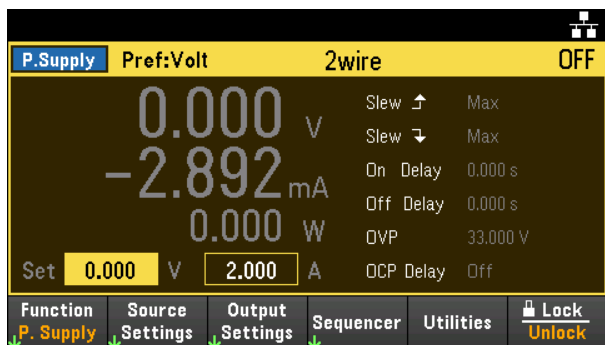 P.Supply Pref:Volt 2wire OFF
0.000 V
-2.892 mA
0.000 W
Set 0.000 V 2.000 A
Slew Max
Slew Max
On Delay 0.000 s
Off Delay 0.000 s
OVP 33.000 V
OCP Delay Off
Function P. Supply
Source Settings
Output Settings
Sequencer
Utilities
Lock Unlock